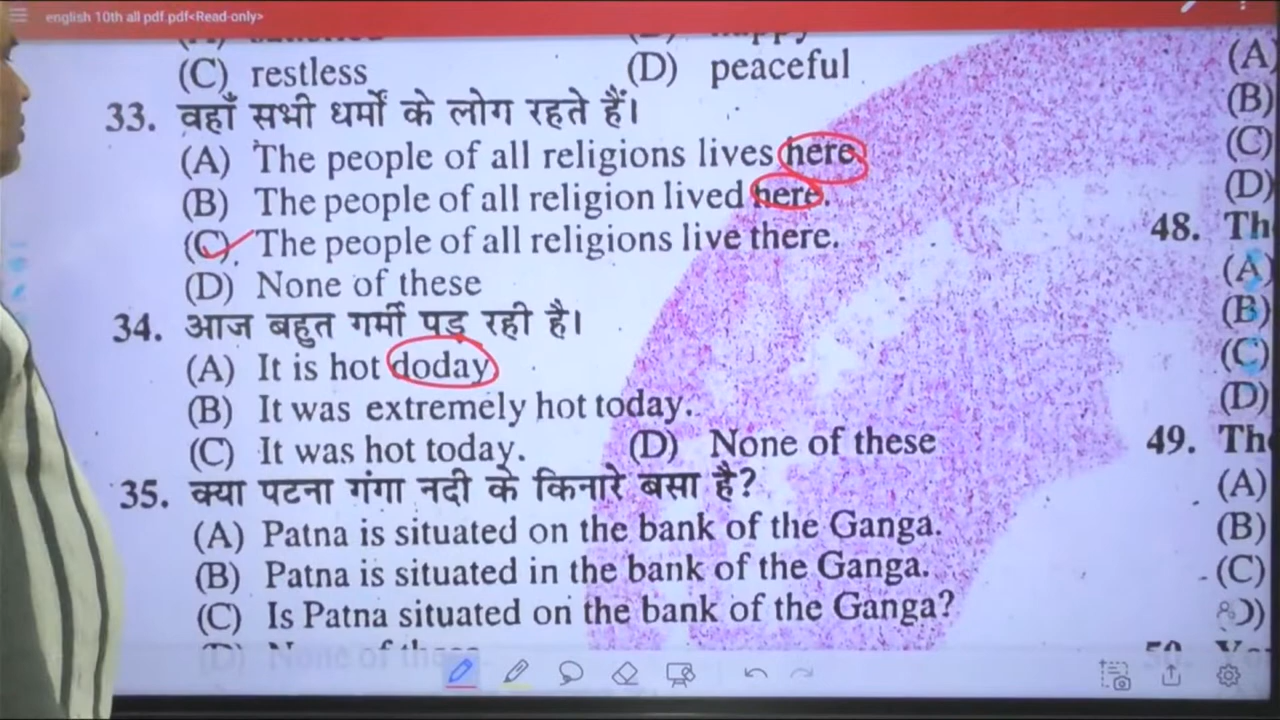 english 10th all pdf.pdf<Read-only>
(C) restless (D) peaceful
33. वहाँ सभी धर्मों के लोग रहते हैं।
(A) The people of all religions lives here.
(B) The people of all religion lived here.
(C) The people of all religions live there.
(D) None of these
34. आज बहुत गर्मी पड़ रही है।
(A) It is hot doday
(B) It was extremely hot today.
(C) It was hot today. (D) None of these
35. क्या पटना गंगा नदी के किनारे बसा है?
(A) Patna is situated on the bank of the Ganga.
(B) Patna is situated in the bank of the Ganga.
(C) Is Patna situated on the bank of the Ganga?
(D) None of these
(A)
(B)
(C)
(D)
48. Th
(A)
(B)
(C)
(D)
49. Th
(A)
(B)
(C)